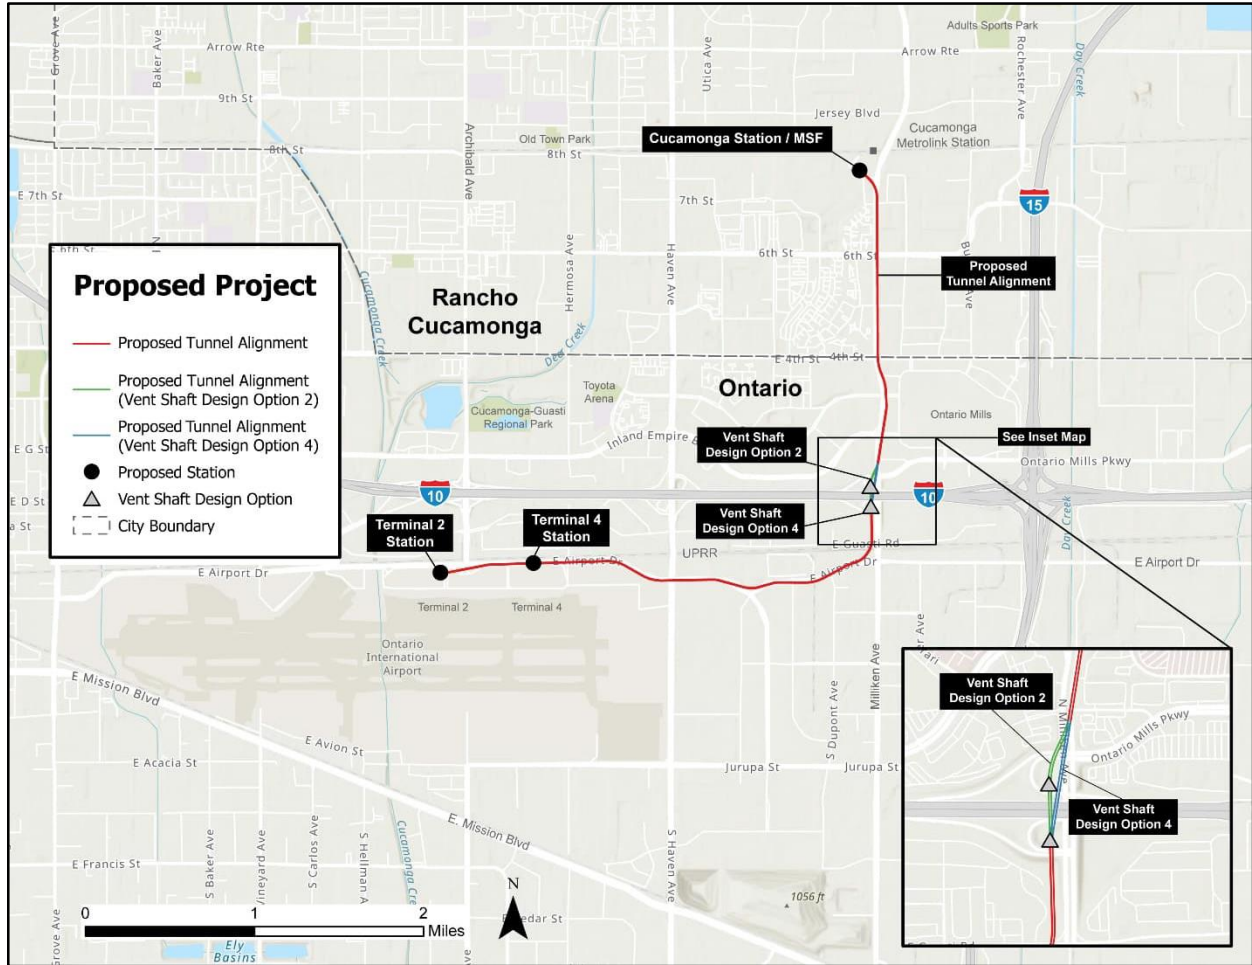 Adults Sports Park
Grove Ave
Baker Ave
Arrow Rte
Utica Ave
Arrow Rte
Rochester Ave
Day Creek
9th St
Jersey Blvd
Archibald Ave
Old Town Park
8th St
8th St
Cucamonga Station / MSF
Cucamonga
Metrolink Station
E 7th St
7th St
15
Hermosa Ave
Haven Ave
6th St
6th St
Proposed
Tunnel Alignment
Proposed Project
Proposed Tunnel Alignment
Proposed Tunnel Alignment
(Vent Shaft Design Option 2)
Proposed Tunnel Alignment
(Vent Shaft Design Option 4)
Proposed Station
Vent Shaft Design Option
City Boundary
Cucamonga Creek
Rancho
Cucamonga
Deer Creek
E 4th St
4th St
Ontario
Toyota
Arena
Cucamonga-Guasti
Regional Park
Ontario Mills
Inland Empire B
Vent Shaft
Design Option 2
See Inset Map
Ontario Mills Pkwy
E G St
E D St
a St
10
10
Vent Shaft
Design Option 4
Day Creek
Terminal 2
Station
Terminal 4
Station
E Guasti Rd
UPRR
E Airport Dr
E Airport Dr
E Airport Dr
E Airport Dr
Terminal 2
Terminal 4
Ontario
International
Airport
E Mission Blvd
Milliken Ave
S Dupont Ave
E Avion St
E Acacia St
Jurupa St
Jurupa St
Vent Shaft
Design Option 2
Ontario Mills Pkwy
Vent Shaft
Design Option 4
E. Mission Blvd
E Francis St
S Baker Ave
Vineyard Ave
S Carlos Ave
S Hellman A
Cucamonga Cre
S Haven Ave
1056 ft
N
Grove Ave
0
1
2
Miles
Ely
Basins